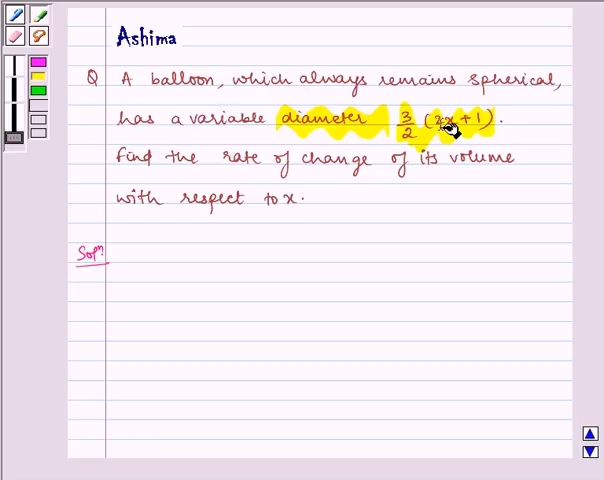 Ashima
Q A balloon, which always remains spherical,
has a variable diameter 3/2 (2x+1).
Find the rate of change of its volume
with respect to x.
Solⁿ.